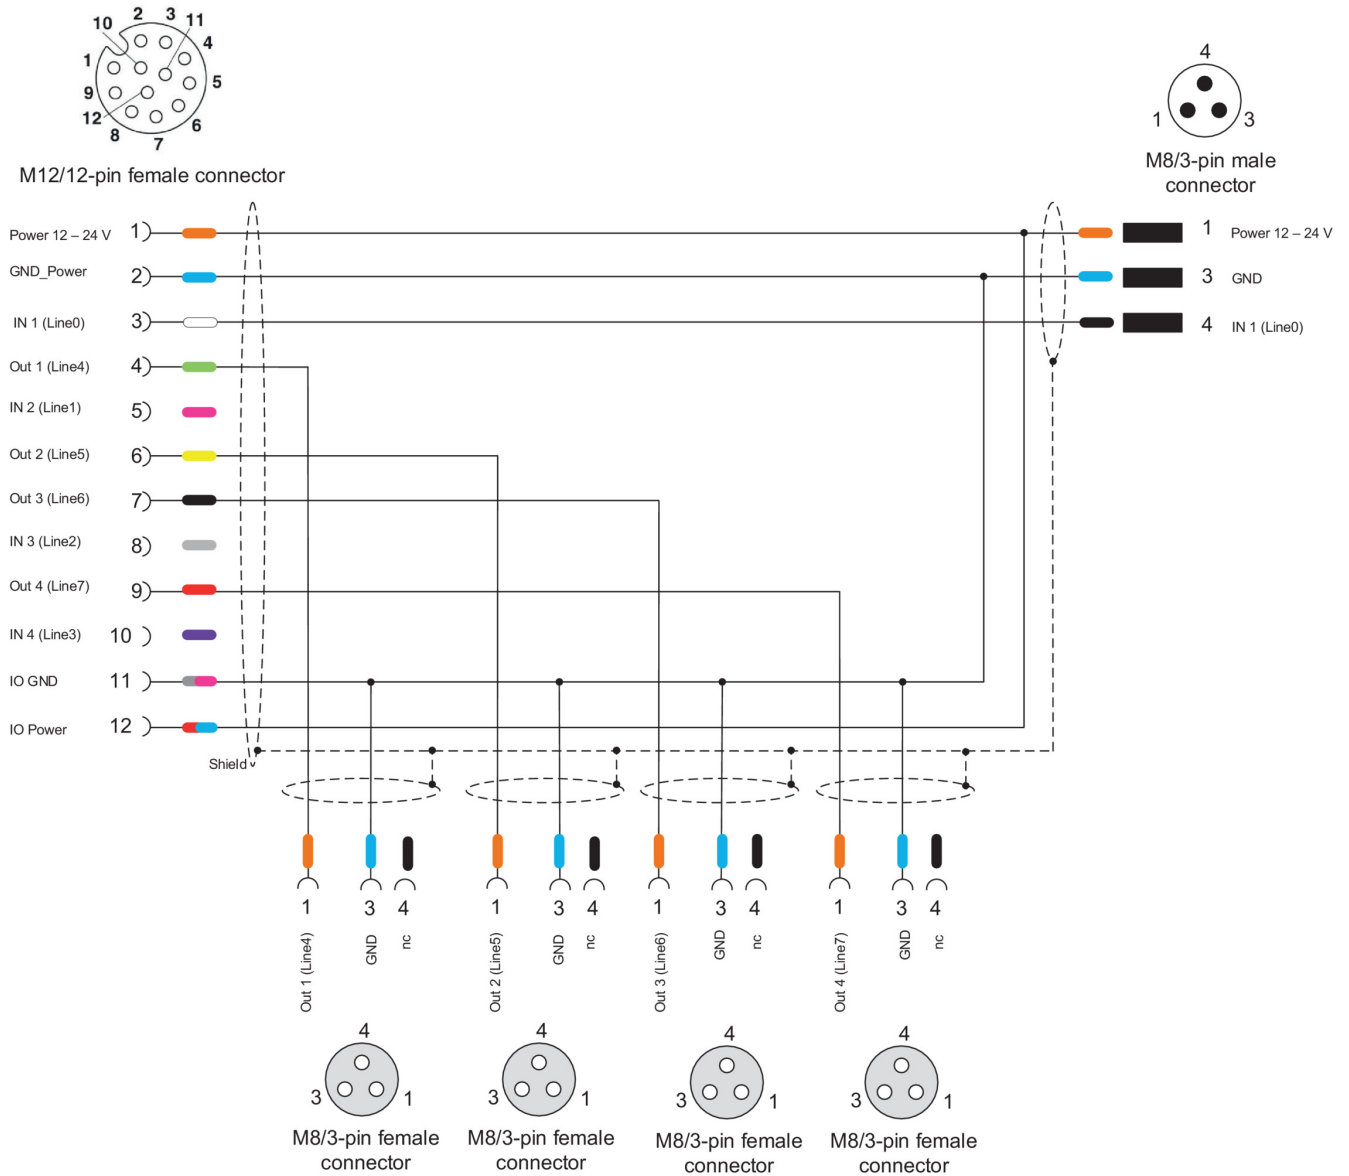 2 3 11
10 4
1
5
9
12
6
8
7
M12/12-pin female connector
4
1 3
M8/3-pin male
connector
Power 12 – 24 V 1
GND_Power 2
IN 1 (Line0) 3
Out 1 (Line4) 4
IN 2 (Line1) 5
Out 2 (Line5) 6
Out 3 (Line6) 7
IN 3 (Line2) 8
Out 4 (Line7) 9
IN 4 (Line3) 10
IO GND 11
IO Power 12
Shield
1 Power 12 – 24 V
3 GND
4 IN 1 (Line0)
1 3 4 1 3 4 1 3 4 1 3 4
Out 1 (Line4)
GND
nc
Out 2 (Line5)
GND
nc
Out 3 (Line6)
GND
nc
Out 4 (Line7)
GND
nc
4
3 1
M8/3-pin female
connector
4
3 1
M8/3-pin female
connector
4
3 1
M8/3-pin female
connector
4
3 1
M8/3-pin female
connector